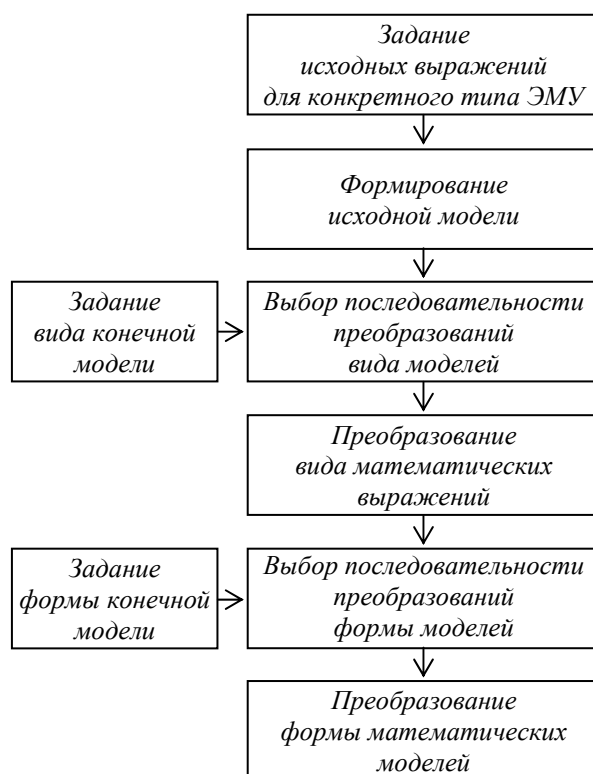 Задание
исходных выражений
для конкретного типа ЭМУ
Формирование
исходной модели
Задание
вида конечной
модели
Выбор последовательности
преобразований
вида моделей
Преобразование
вида математических
выражений
Задание
формы конечной
модели
Выбор последовательности
преобразований
формы моделей
Преобразование
формы математических
моделей